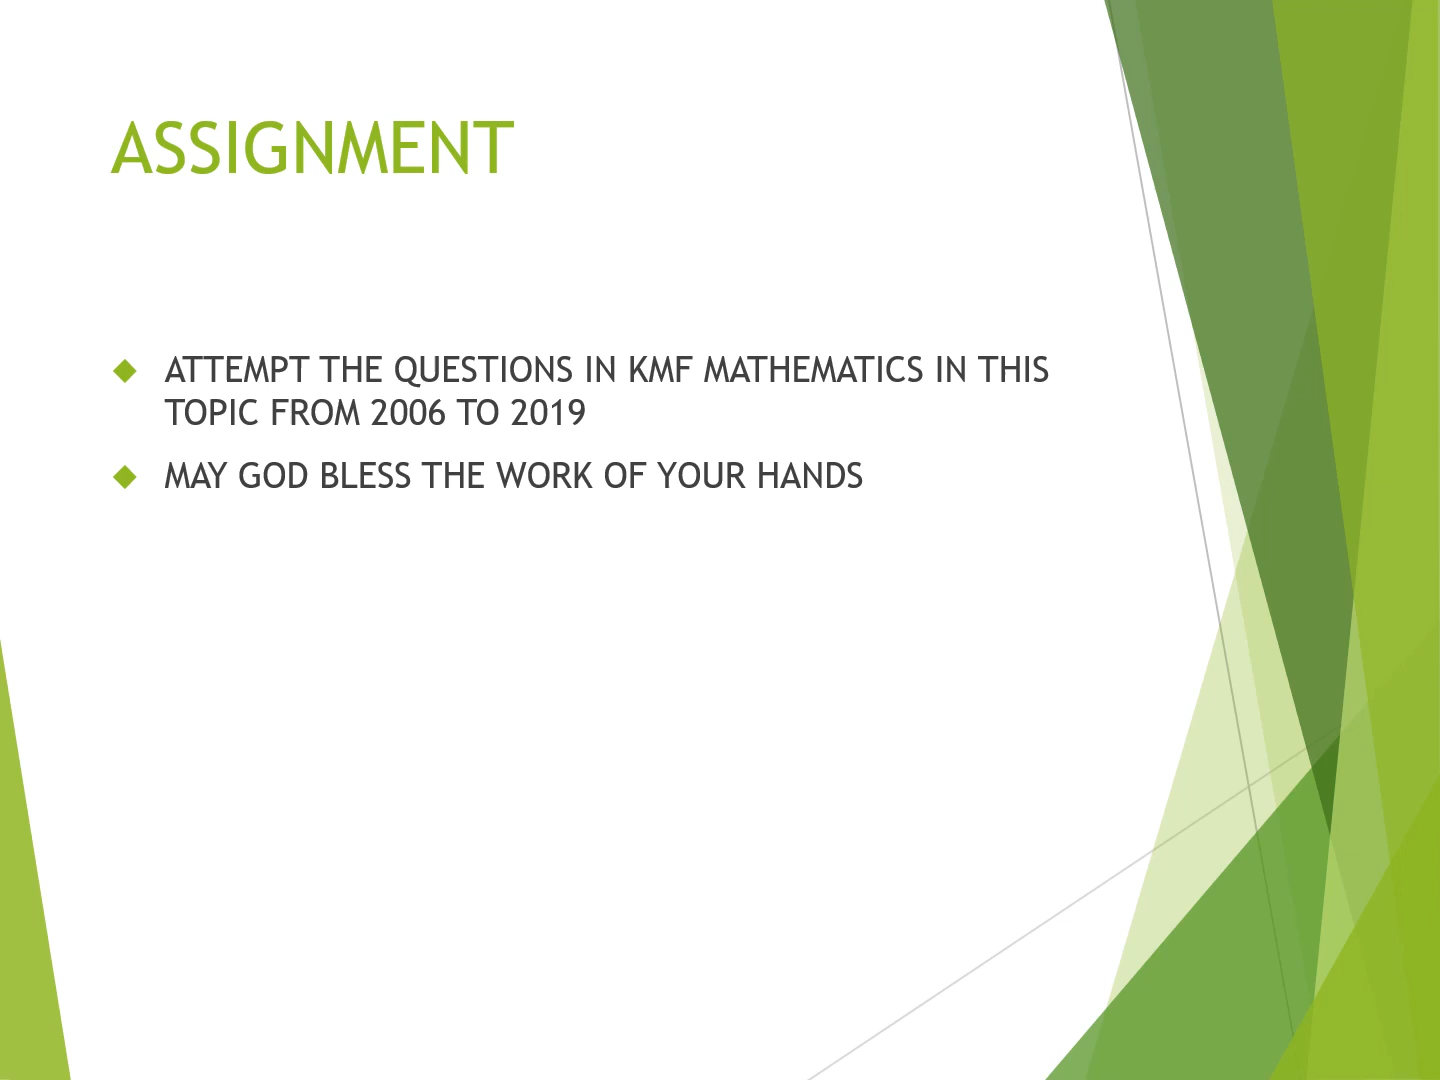 ASSIGNMENT
ATTEMPT THE QUESTIONS IN KMF MATHEMATICS IN THIS
TOPIC FROM 2006 TO 2019
MAY GOD BLESS THE WORK OF YOUR HANDS